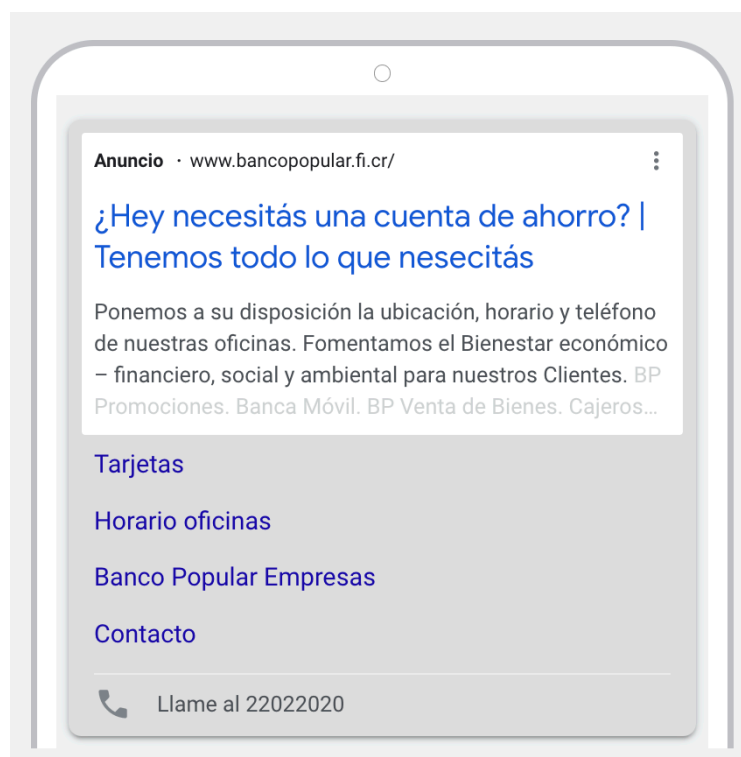 Anuncio · www.bancopopular.fi.cr/
¿Hey necesitás una cuenta de ahorro? |
Tenemos todo lo que nesecitás
Ponemos a su disposición la ubicación, horario y teléfono
de nuestras oficinas. Fomentamos el Bienestar económico
– financiero, social y ambiental para nuestros Clientes. BP
Promociones. Banca Móvil. BP Venta de Bienes. Cajeros...
Tarjetas
Horario oficinas
Banco Popular Empresas
Contacto
Llame al 22022020